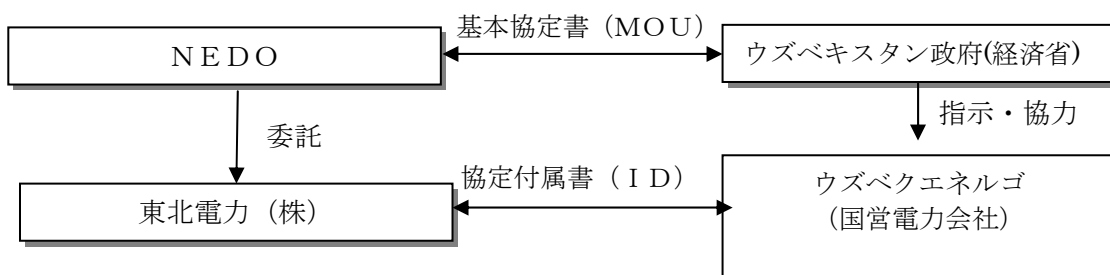 基本協定書（MOU）
ＮＥＤＯ
ウズベキスタン政府(経済省)
委託
指示・協力
協定付属書（ＩＤ）
東北電力（株）
ウズベクエネルゴ
（国営電力会社）